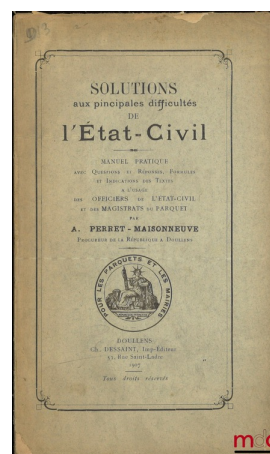 SOLUTIONS
aux pincipales difficultés
DE
l'État-Civil
MANUEL PRATIQUE
AVEC QUESTIONS ET RÉPONSES, FORMULES
ET INDICATIONS DES TEXTES
A L'USAGE
DES OFFICIERS DE L'ÉTAT-CIVIL
ET DES MAGISTRATS DU PARQUET
PAR
A. PERRET-MAISONNEUVE
PROCUREUR DE LA RÉPUBLIQUE A DOULLENS
POUR LES PARQUETS ET LES MAIRIES
DOULLENS
Ch. DESSAINT, Imp.-Éditeur
57, Rue Saint-Ladre
1907
Tous droits réservés